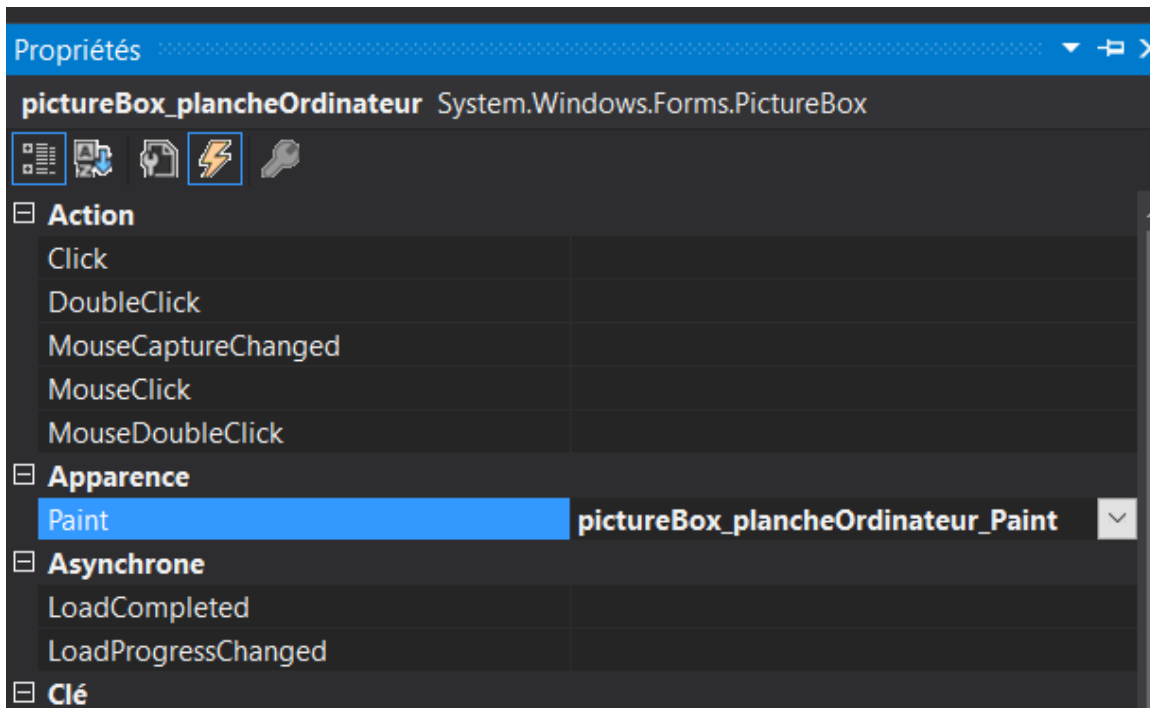 Propriétés
pictureBox_plancheOrdinateur System.Windows.Forms.PictureBox
Action
Click
DoubleClick
MouseCaptureChanged
MouseClick
MouseDoubleClick
Apparence
Paint pictureBox_plancheOrdinateur_Paint
Asynchrone
LoadCompleted
LoadProgressChanged
Clé